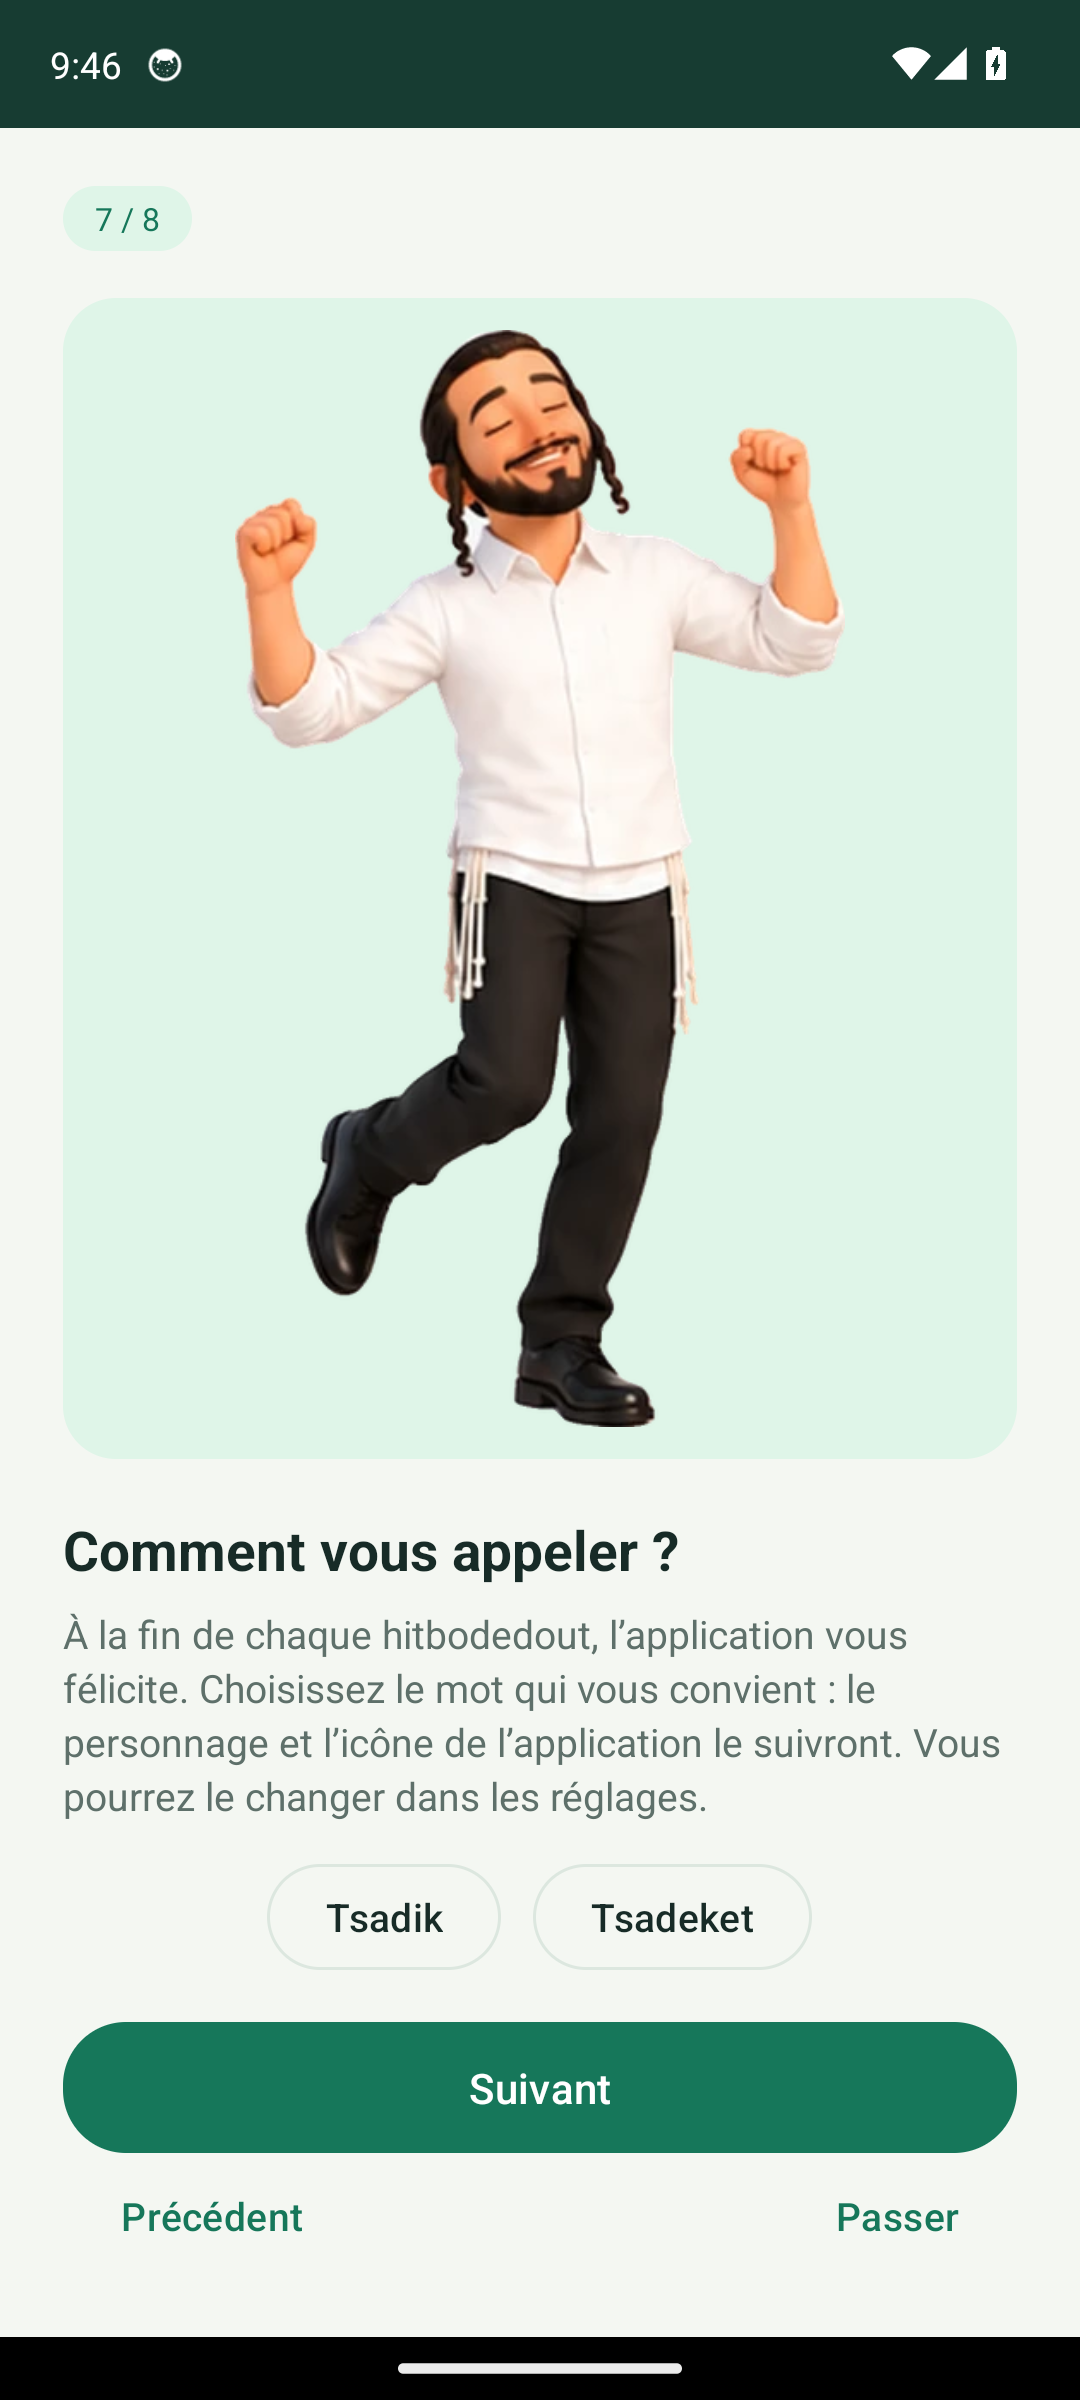 9:46
7 / 8
Comment vous appeler ?
À la fin de chaque hitbodedout, l’application vous
félicite. Choisissez le mot qui vous convient : le
personnage et l’icône de l’application le suivront. Vous
pourrez le changer dans les réglages.
Tsadik
Tsadeket
Suivant
Précédent
Passer